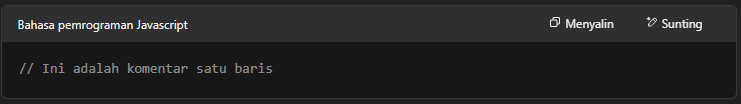 Bahasa pemrograman Javascript
Menyalin
Sunting
// Ini adalah komentar satu baris